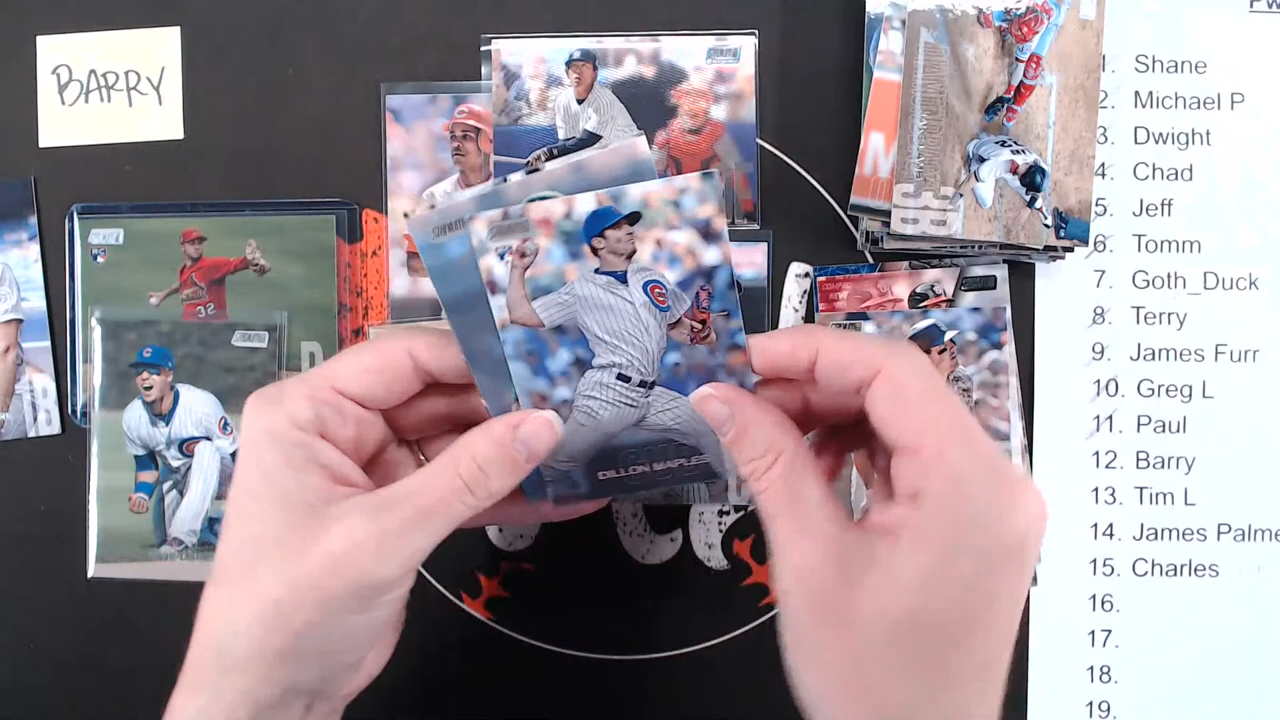 BARRY
1. Shane
2. Michael P
3. Dwight
4. Chad
5. Jeff
6. Tomm
7. Goth_Duck
8. Terry
9. James Furr
10. Greg L
11. Paul
12. Barry
13. Tim L
14. James Palme
15. Charles
16.
17.
18.
19.
DILLON MAPLES
32
3B